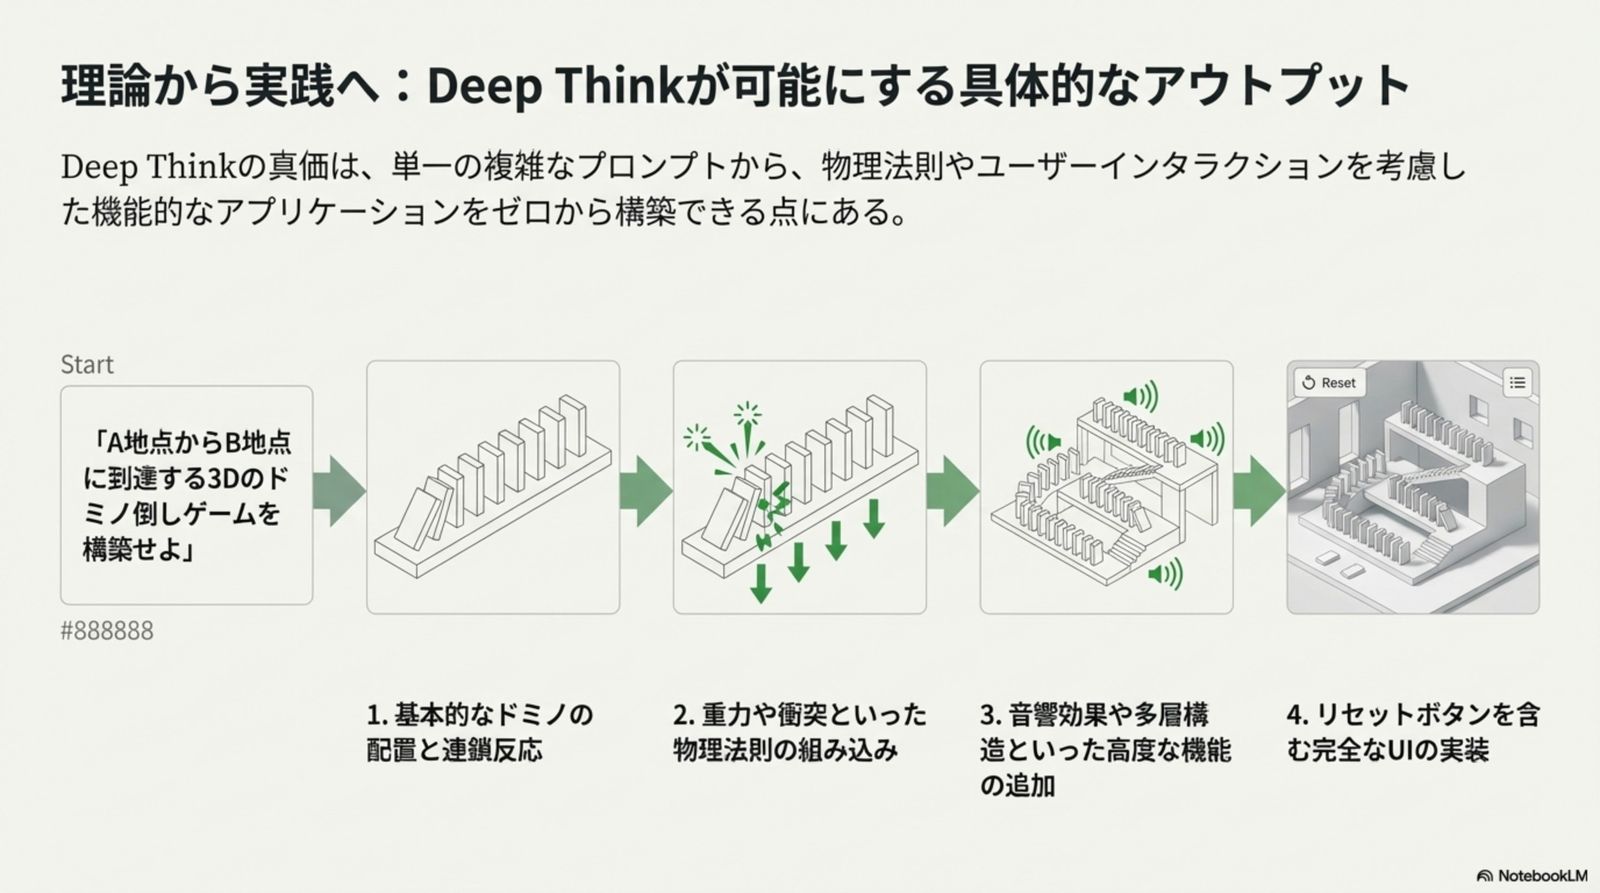 理論から実践へ：Deep Thinkが可能にする具体的なアウトプット
Deep Thinkの真価は、単一の複雑なプロンプトから、物理法則やユーザーインタラクションを考慮し
た機能的なアプリケーションをゼロから構築できる点にある。
Start
「A地点からB地点
に到達する3Dのド
ミノ倒しゲームを
構築せよ」
#888888
Reset
1. 基本的なドミノの
配置と連鎖反応
2. 重力や衝突といった
物理法則の組み込み
3. 音響効果や多層構
造といった高度な機能
の追加
4. リセットボタンを含
む完全なUIの実装
NotebookLM